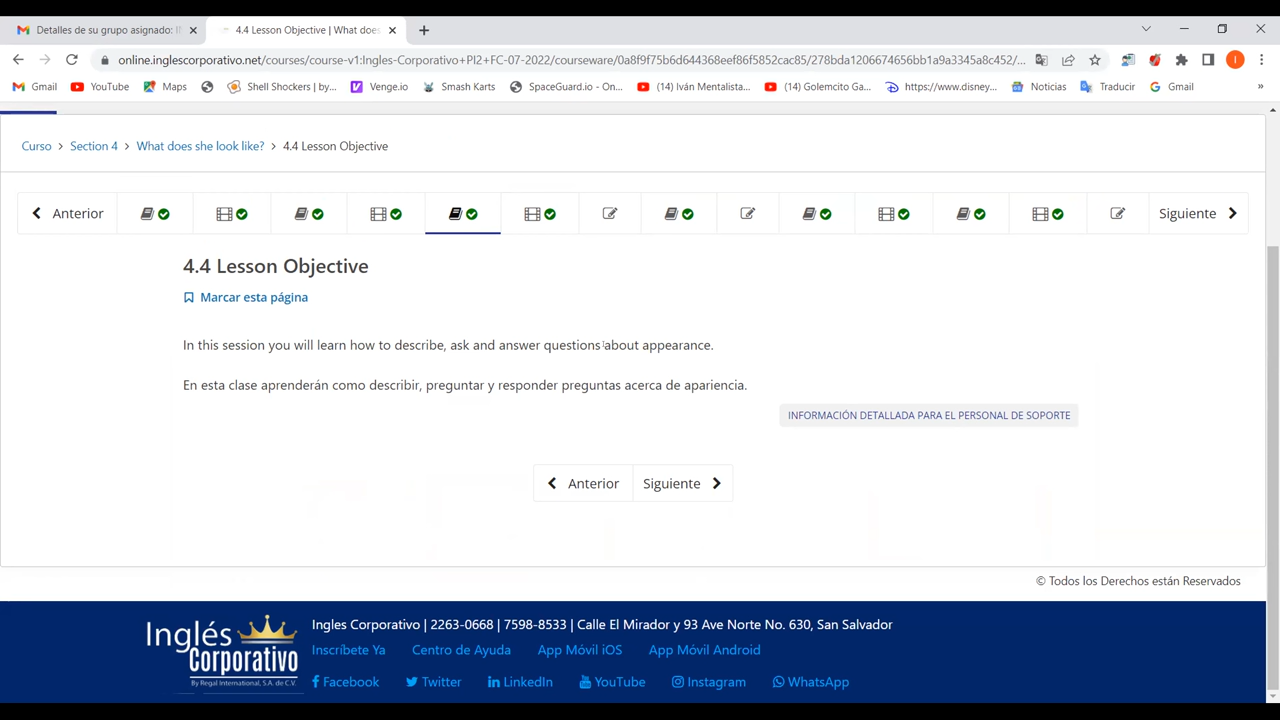 Detalles de su grupo asignado: I
4.4 Lesson Objective | What does
online.inglescorporativo.net/courses/course-v1:Ingles-Corporativo+PI2+FC-07-2022/courseware/0a8f9f75b6d644368eef86f5852cac85/278bda1206674656bb1a9a3345a8c452/...
Gmail YouTube Maps Shell Shockers | by... Venge.io Smash Karts SpaceGuard.io - On... (14) Iván Mentalista... (14) Golemcito Ga... https://www.disney... Noticias Traducir Gmail »
Curso > Section 4 > What does she look like? > 4.4 Lesson Objective
Anterior Siguiente
4.4 Lesson Objective
Marcar esta página
In this session you will learn how to describe, ask and answer questions about appearance.
En esta clase aprenderán como describir, preguntar y responder preguntas acerca de apariencia.
INFORMACIÓN DETALLADA PARA EL PERSONAL DE SOPORTE
Anterior Siguiente
© Todos los Derechos están Reservados
Inglés Corporativo
By Regal International, S.A. de C.V.
Ingles Corporativo | 2263-0668 | 7598-8533 | Calle El Mirador y 93 Ave Norte No. 630, San Salvador
Inscríbete Ya Centro de Ayuda App Móvil iOS App Móvil Android
Facebook Twitter LinkedIn YouTube Instagram WhatsApp